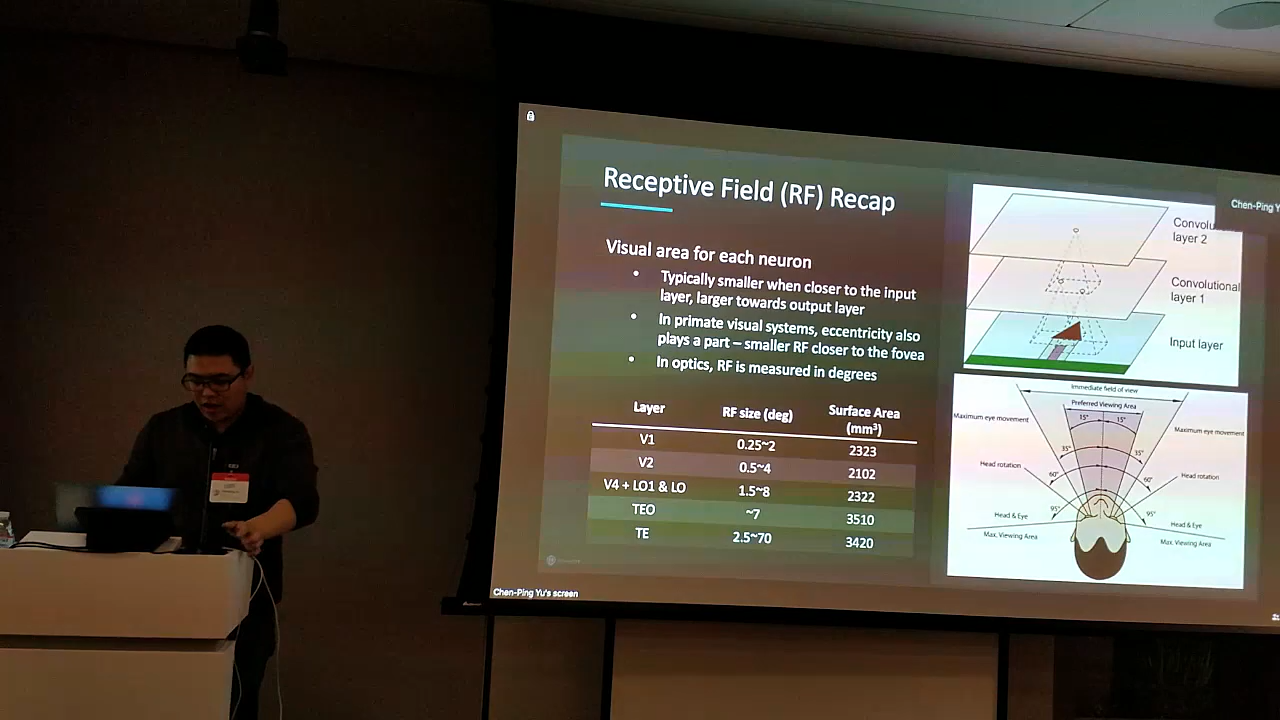 Receptive Field (RF) Recap
Visual area for each neuron
• Typically smaller when closer to the input
layer, larger towards output layer
• In primate visual systems, eccentricity also
plays a part – smaller RF closer to the fovea
• In optics, RF is measured in degrees
Layer RF size (deg) Surface Area
(mm³)
V1 0.25~2 2323
V2 0.5~4 2102
V4 + LO1 & LO 1.5~8 2322
TEO ~7 3510
TE 2.5~70 3420
Chen-Ping Y
Convolu
layer 2
Convolutional
layer 1
Input layer
Immediate field of view
Preferred Viewing Area
Maximum eye movement
Maximum eye movement
15° 15°
35° 35°
Head rotation
Head rotation
60° 60°
95° 95°
Head & Eye
Max. Viewing Area
Head & Eye
Max. Viewing Area
Chen-Ping Yu's screen